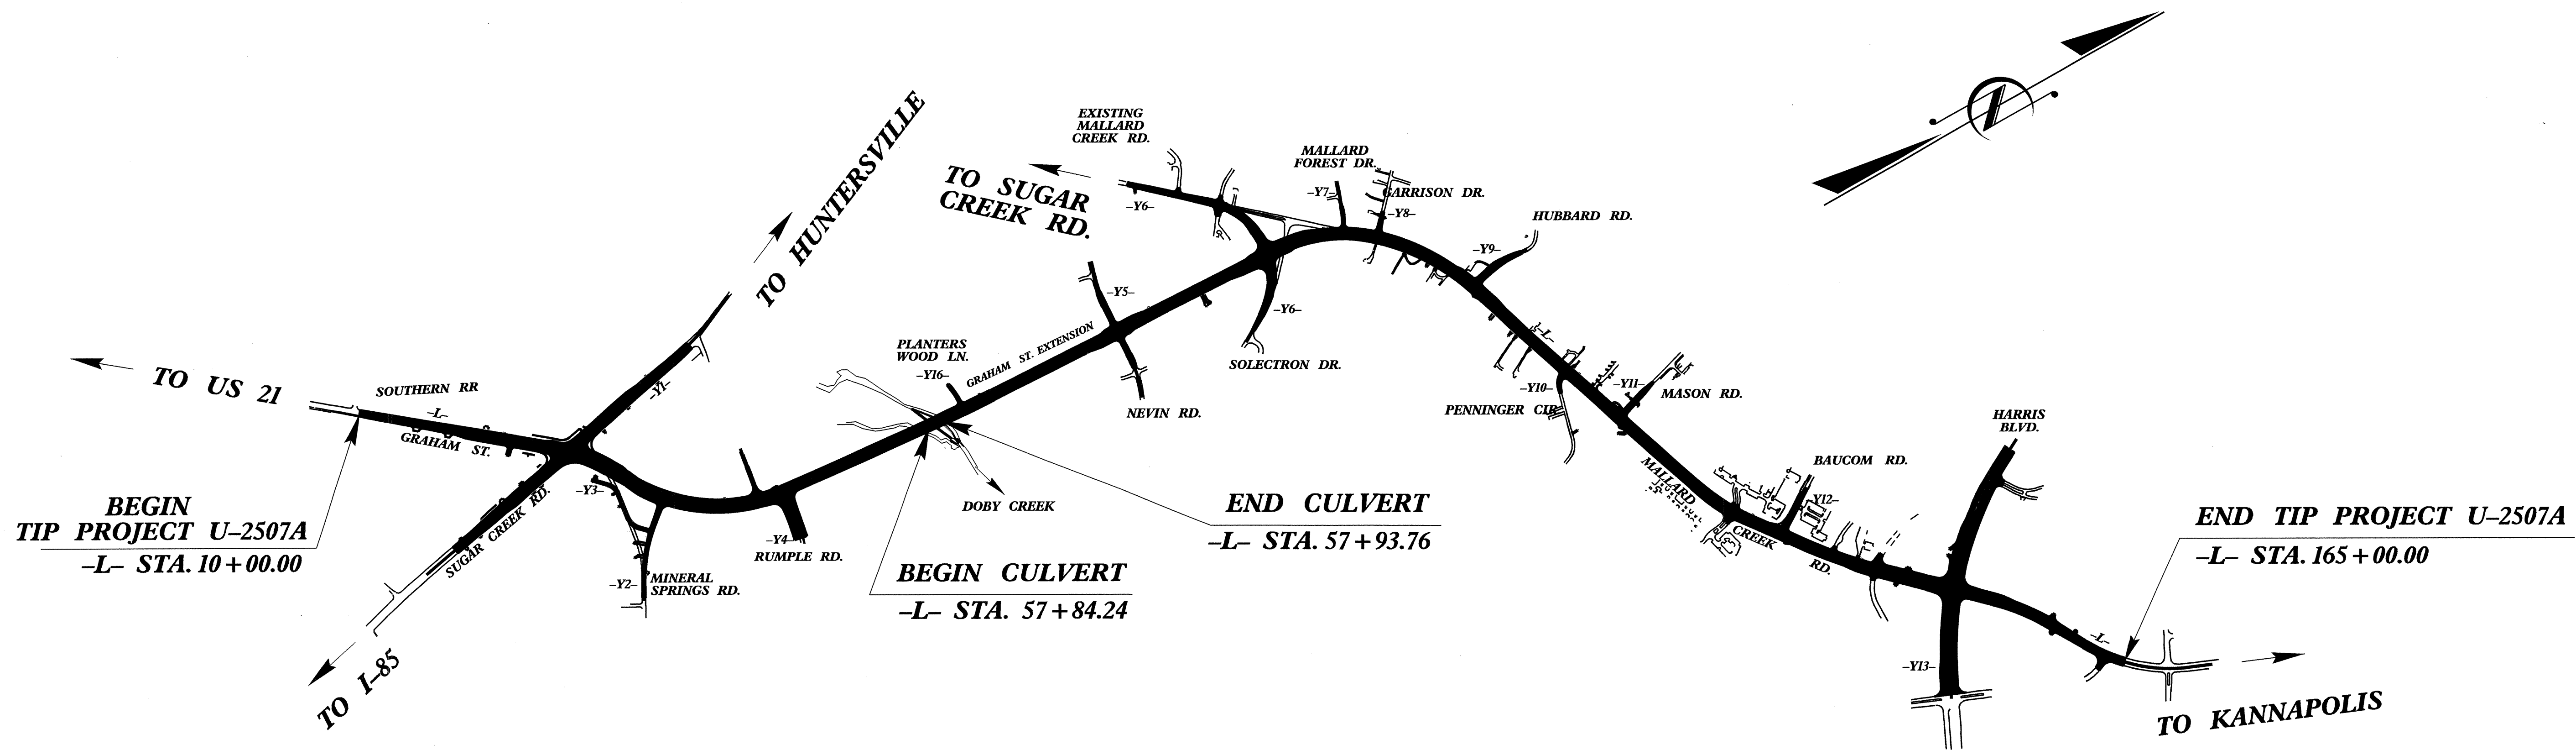 EXISTING
MALLARD
CREEK RD.
MALLARD
FOREST DR.
GARRISON DR.
HUBBARD RD.
TO HUNTERSVILLE
TO SUGAR
CREEK RD.
–Y6–
–Y7–
–Y8–
–Y9–
–Y5–
–Y6–
SOLECTRON DR.
–L–
PLANTERS
WOOD LN.
–Y16–
GRAHAM ST. EXTENSION
NEVIN RD.
–Y10–
PENNINGER CIR.
–Y11–
MASON RD.
TO US 21
SOUTHERN RR
–L–
GRAHAM ST.
–Y1–
HARRIS
BLVD.
MALLARD
CREEK
RD.
BAUCOM RD.
–Y12–
–Y3–
SUGAR CREEK RD.
–Y4–
RUMPLE RD.
–Y2–
MINERAL
SPRINGS RD.
DOBY CREEK
BEGIN
TIP PROJECT U–2507A
–L– STA. 10+00.00
END CULVERT
–L– STA. 57+93.76
BEGIN CULVERT
–L– STA. 57+84.24
END TIP PROJECT U–2507A
–L– STA. 165+00.00
–L–
–Y13–
TO I–85
TO KANNAPOLIS